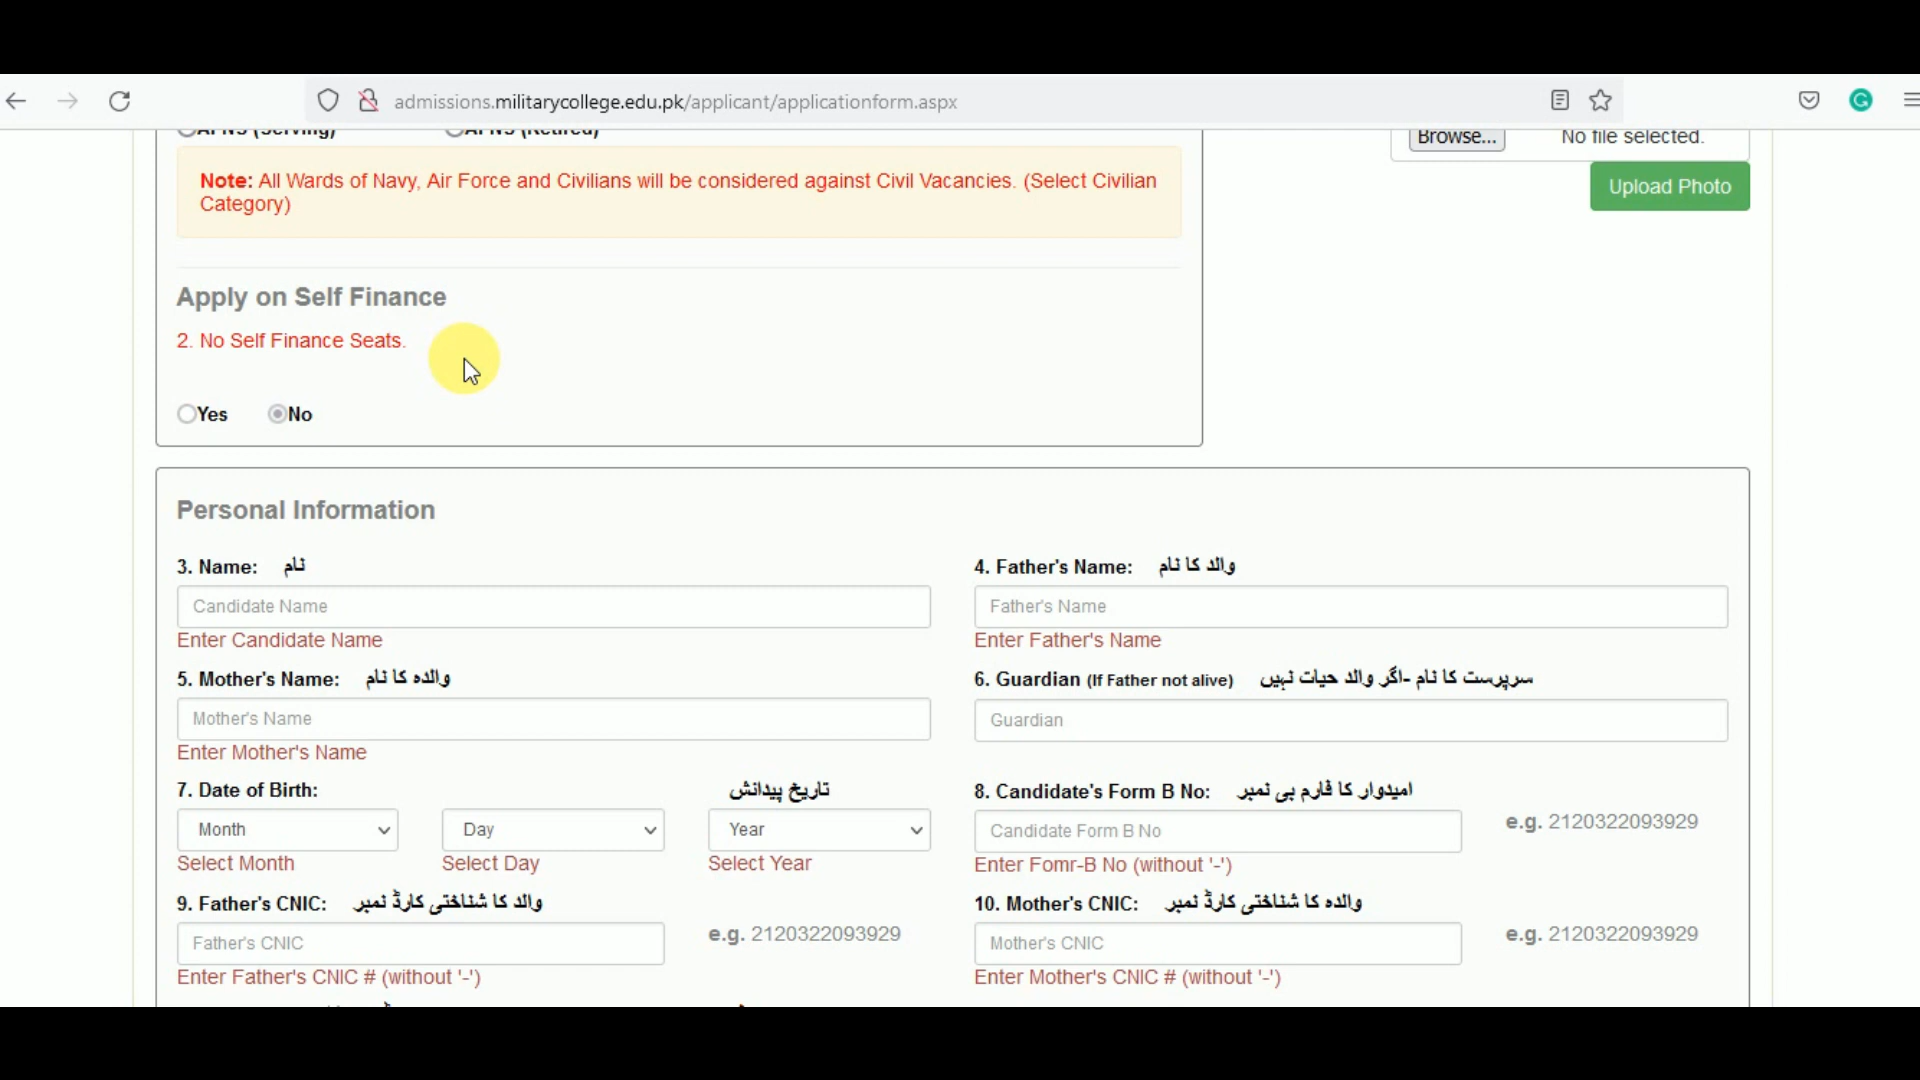 admissions.militarycollege.edu.pk/applicant/applicationform.aspx
AFNS (Serving) AFNS (Retired)
Browse... No file selected.
Note: All Wards of Navy, Air Force and Civilians will be considered against Civil Vacancies. (Select Civilian
Category)
Upload Photo
Apply on Self Finance
2. No Self Finance Seats.
Yes No
Personal Information
3. Name: نام
4. Father's Name: والد کا نام
Candidate Name
Father's Name
Enter Candidate Name
Enter Father's Name
5. Mother's Name: والدہ کا نام
6. Guardian (If Father not alive) سرپرست کا نام -اگر والد حیات نہیں
Mother's Name
Guardian
Enter Mother's Name
7. Date of Birth: تاریخ پیدائش
8. Candidate's Form B No: امیدوار کا فارم بی نمبر
Month Day Year
Candidate Form B No e.g. 2120322093929
Select Month Select Day Select Year
Enter Fomr-B No (without '-')
9. Father's CNIC: والد کا شناختی کارڈ نمبر
10. Mother's CNIC: والدہ کا شناختی کارڈ نمبر
Father's CNIC e.g. 2120322093929
Mother's CNIC e.g. 2120322093929
Enter Father's CNIC # (without '-')
Enter Mother's CNIC # (without '-')